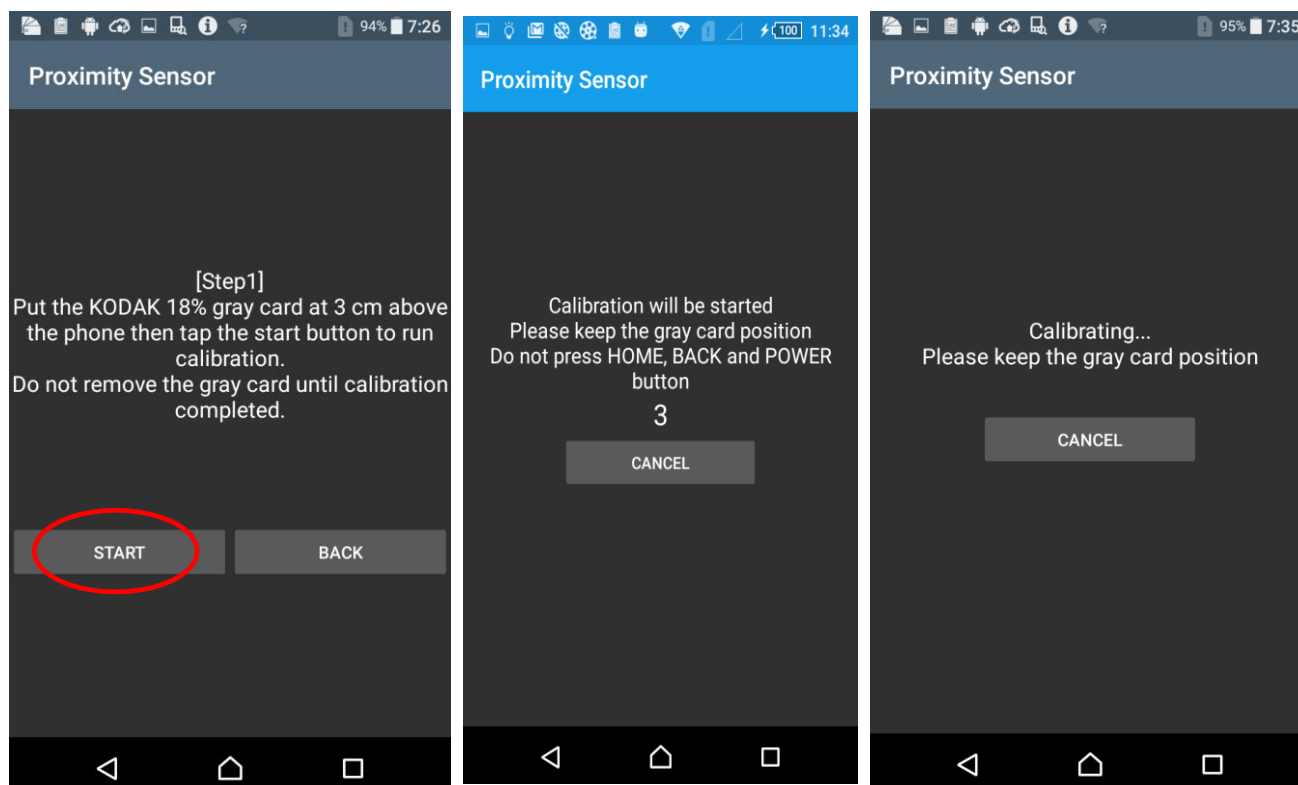 94% 7:26
Proximity Sensor
[Step1]
Put the KODAK 18% gray card at 3 cm above
the phone then tap the start button to run
calibration.
Do not remove the gray card until calibration
completed.
START BACK
100 11:34
Proximity Sensor
Calibration will be started
Please keep the gray card position
Do not press HOME, BACK and POWER
button
3
CANCEL
95% 7:35
Proximity Sensor
Calibrating...
Please keep the gray card position
CANCEL